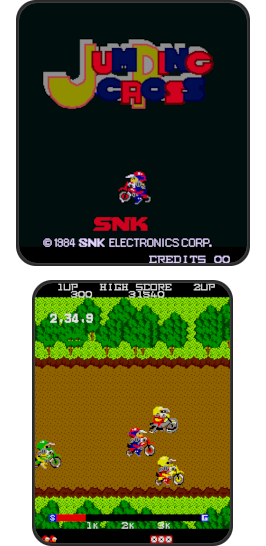 JUMPING
CROSS
SNK
© 1984 SNK ELECTRONICS CORP.
CREDITS 00
1UP HIGH SCORE 2UP
300 31540
2,34.9
S G
1K 2K 3K